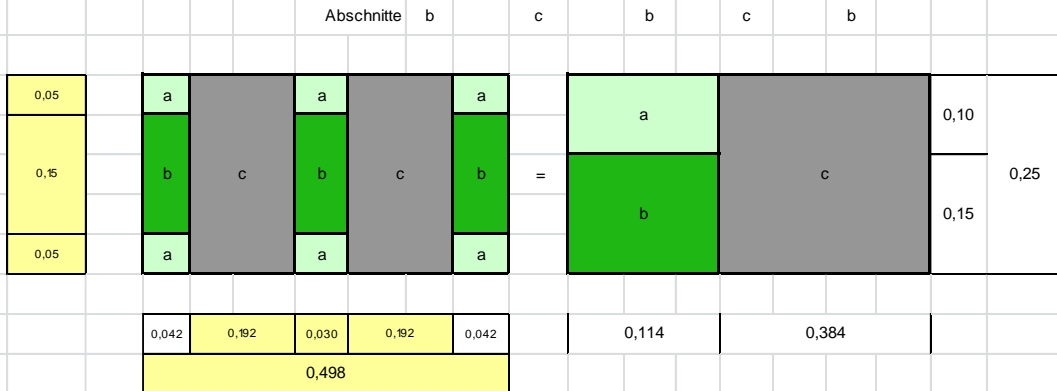 Abschnitte b c b c b
0,05 a a a a 0,10
0,15 b c b c b = c 0,25
b 0,15
0,05 a a a
0,042 0,192 0,030 0,192 0,042 0,114 0,384
0,498